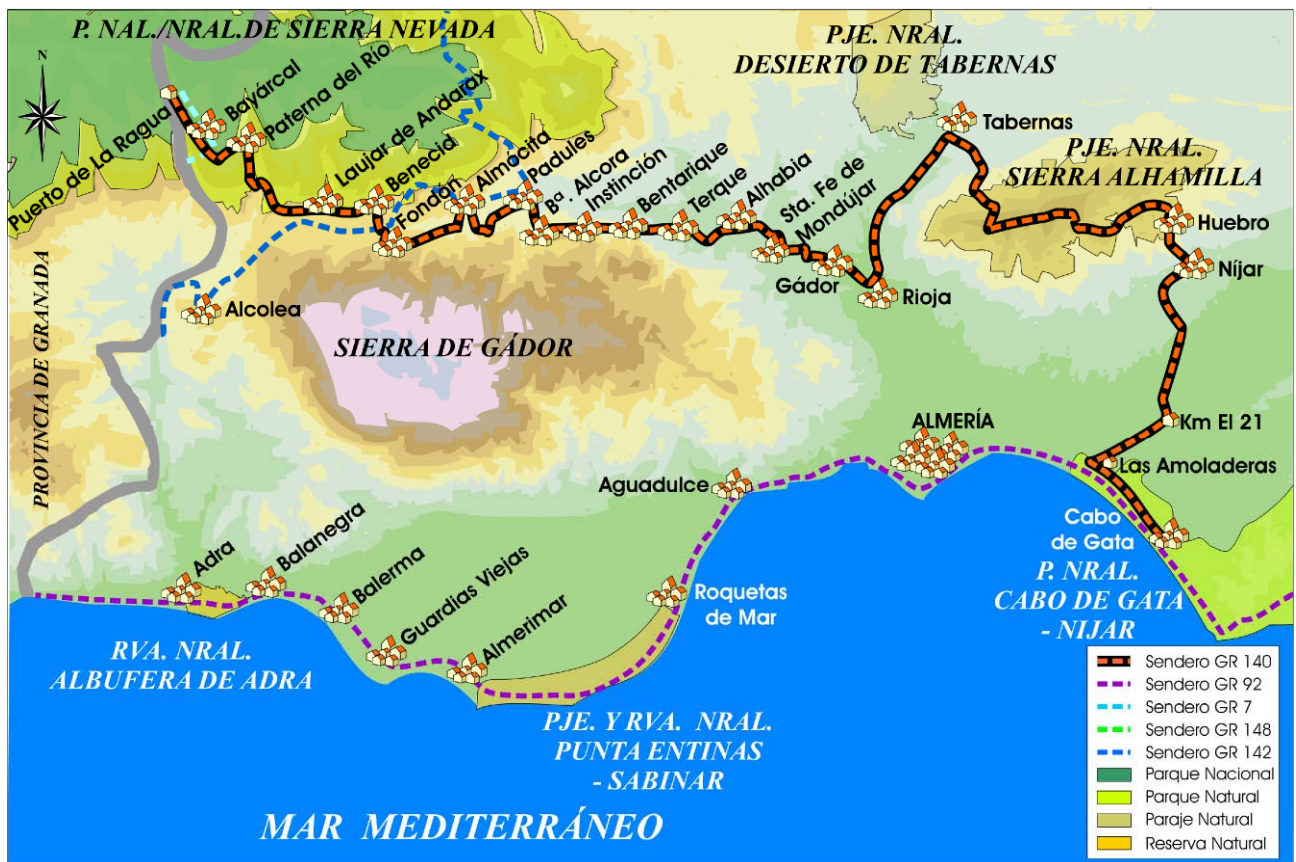 P. NAL./NRAL.DE SIERRA NEVADA
PJE. NRAL.
DESIERTO DE TABERNAS
N
Puerto de La Ragua
Bayárcal
Paterna del Río
Laujar de Andarax
Benecia
Fondón
Almócita
Padules
Bª. Alcora
Instinción
Bentarique
Terque
Alhabia
Sta. Fe de
Mondújar
Gádor
Rioja
Tabernas
PJE. NRAL.
SIERRA ALHAMILLA
Huebro
Níjar
Alcolea
SIERRA DE GÁDOR
PROVINCIA DE GRANADA
Km El 21
ALMERÍA
Las Amoladeras
Aguadulce
Cabo
de Gata
P. NRAL.
CABO DE GATA
- NIJAR
Adra
Balanegra
Balerma
Guardias Viejas
Almerimar
Roquetas
de Mar
RVA. NRAL.
ALBUFERA DE ADRA
PJE. Y RVA. NRAL.
PUNTA ENTINAS
- SABINAR
MAR MEDITERRÁNEO
Sendero GR 140
Sendero GR 92
Sendero GR 7
Sendero GR 148
Sendero GR 142
Parque Nacional
Parque Natural
Paraje Natural
Reserva Natural